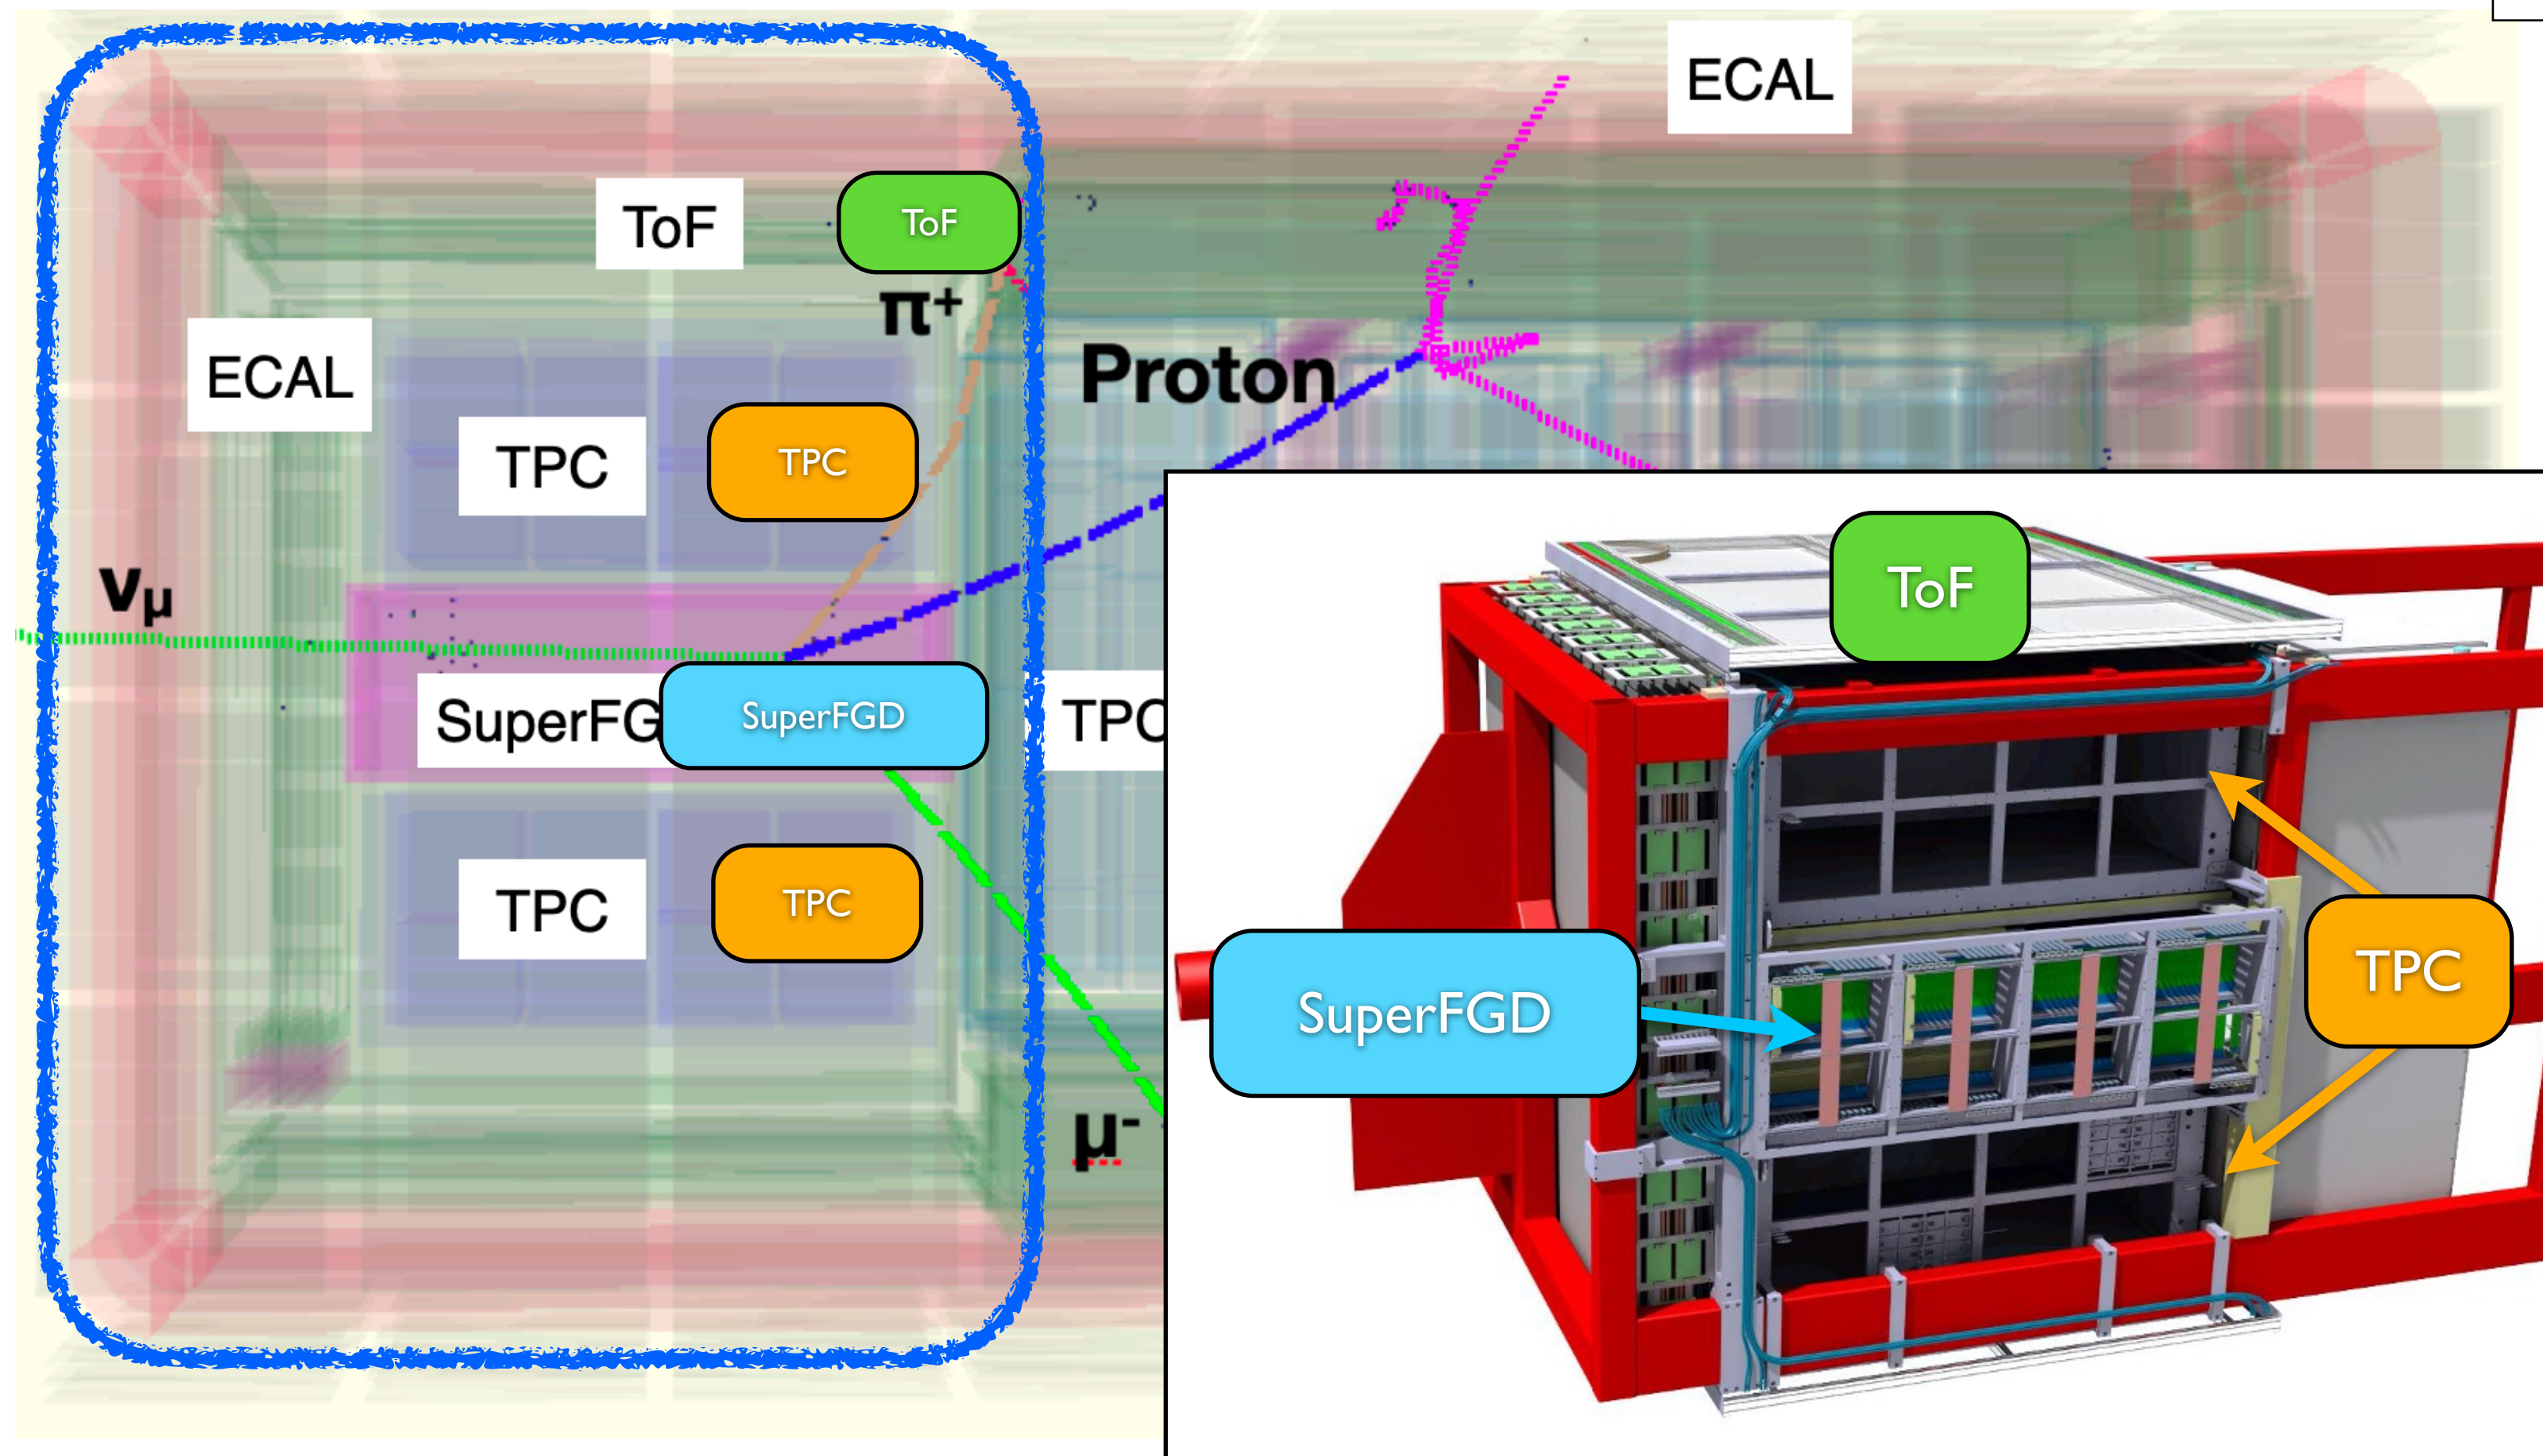 ECAL
ToF
ToF
π⁺
ECAL
Proton
TPC
TPC
νμ
SuperFG
SuperFGD
TPC
TPC
TPC
μ⁻
ToF
SuperFGD
TPC